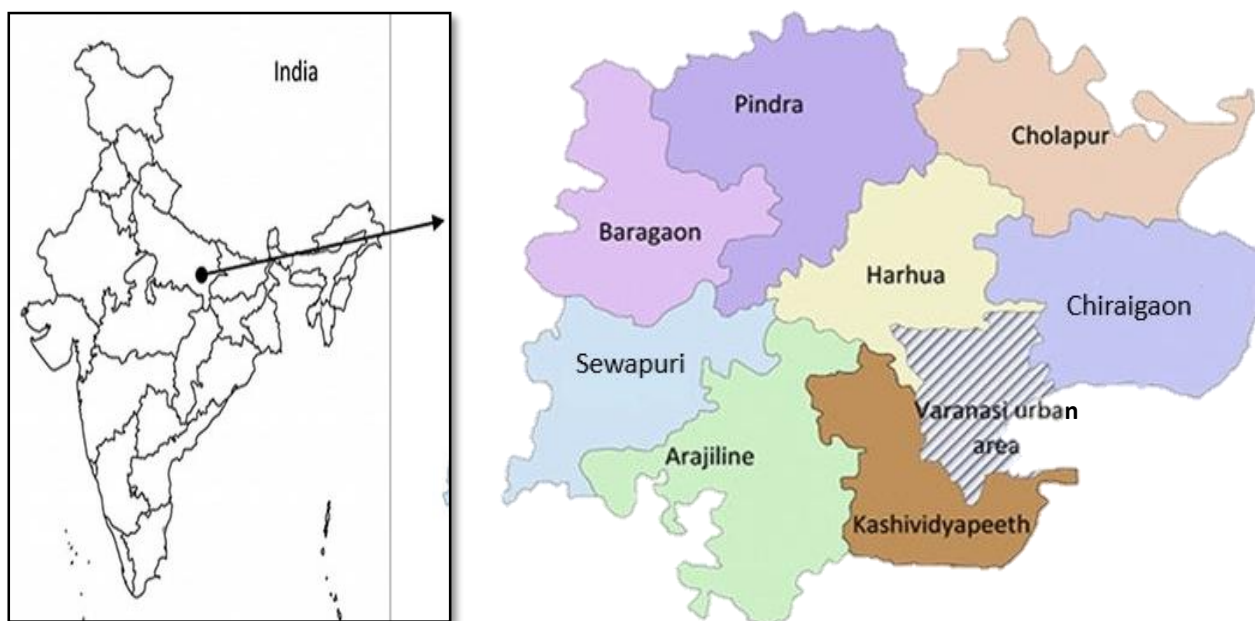 India
Pindra
Cholapur
Baragaon
Harhua
Chiraigaon
Sewapuri
Varanasi urban
area
Arajiline
Kashividyapeeth